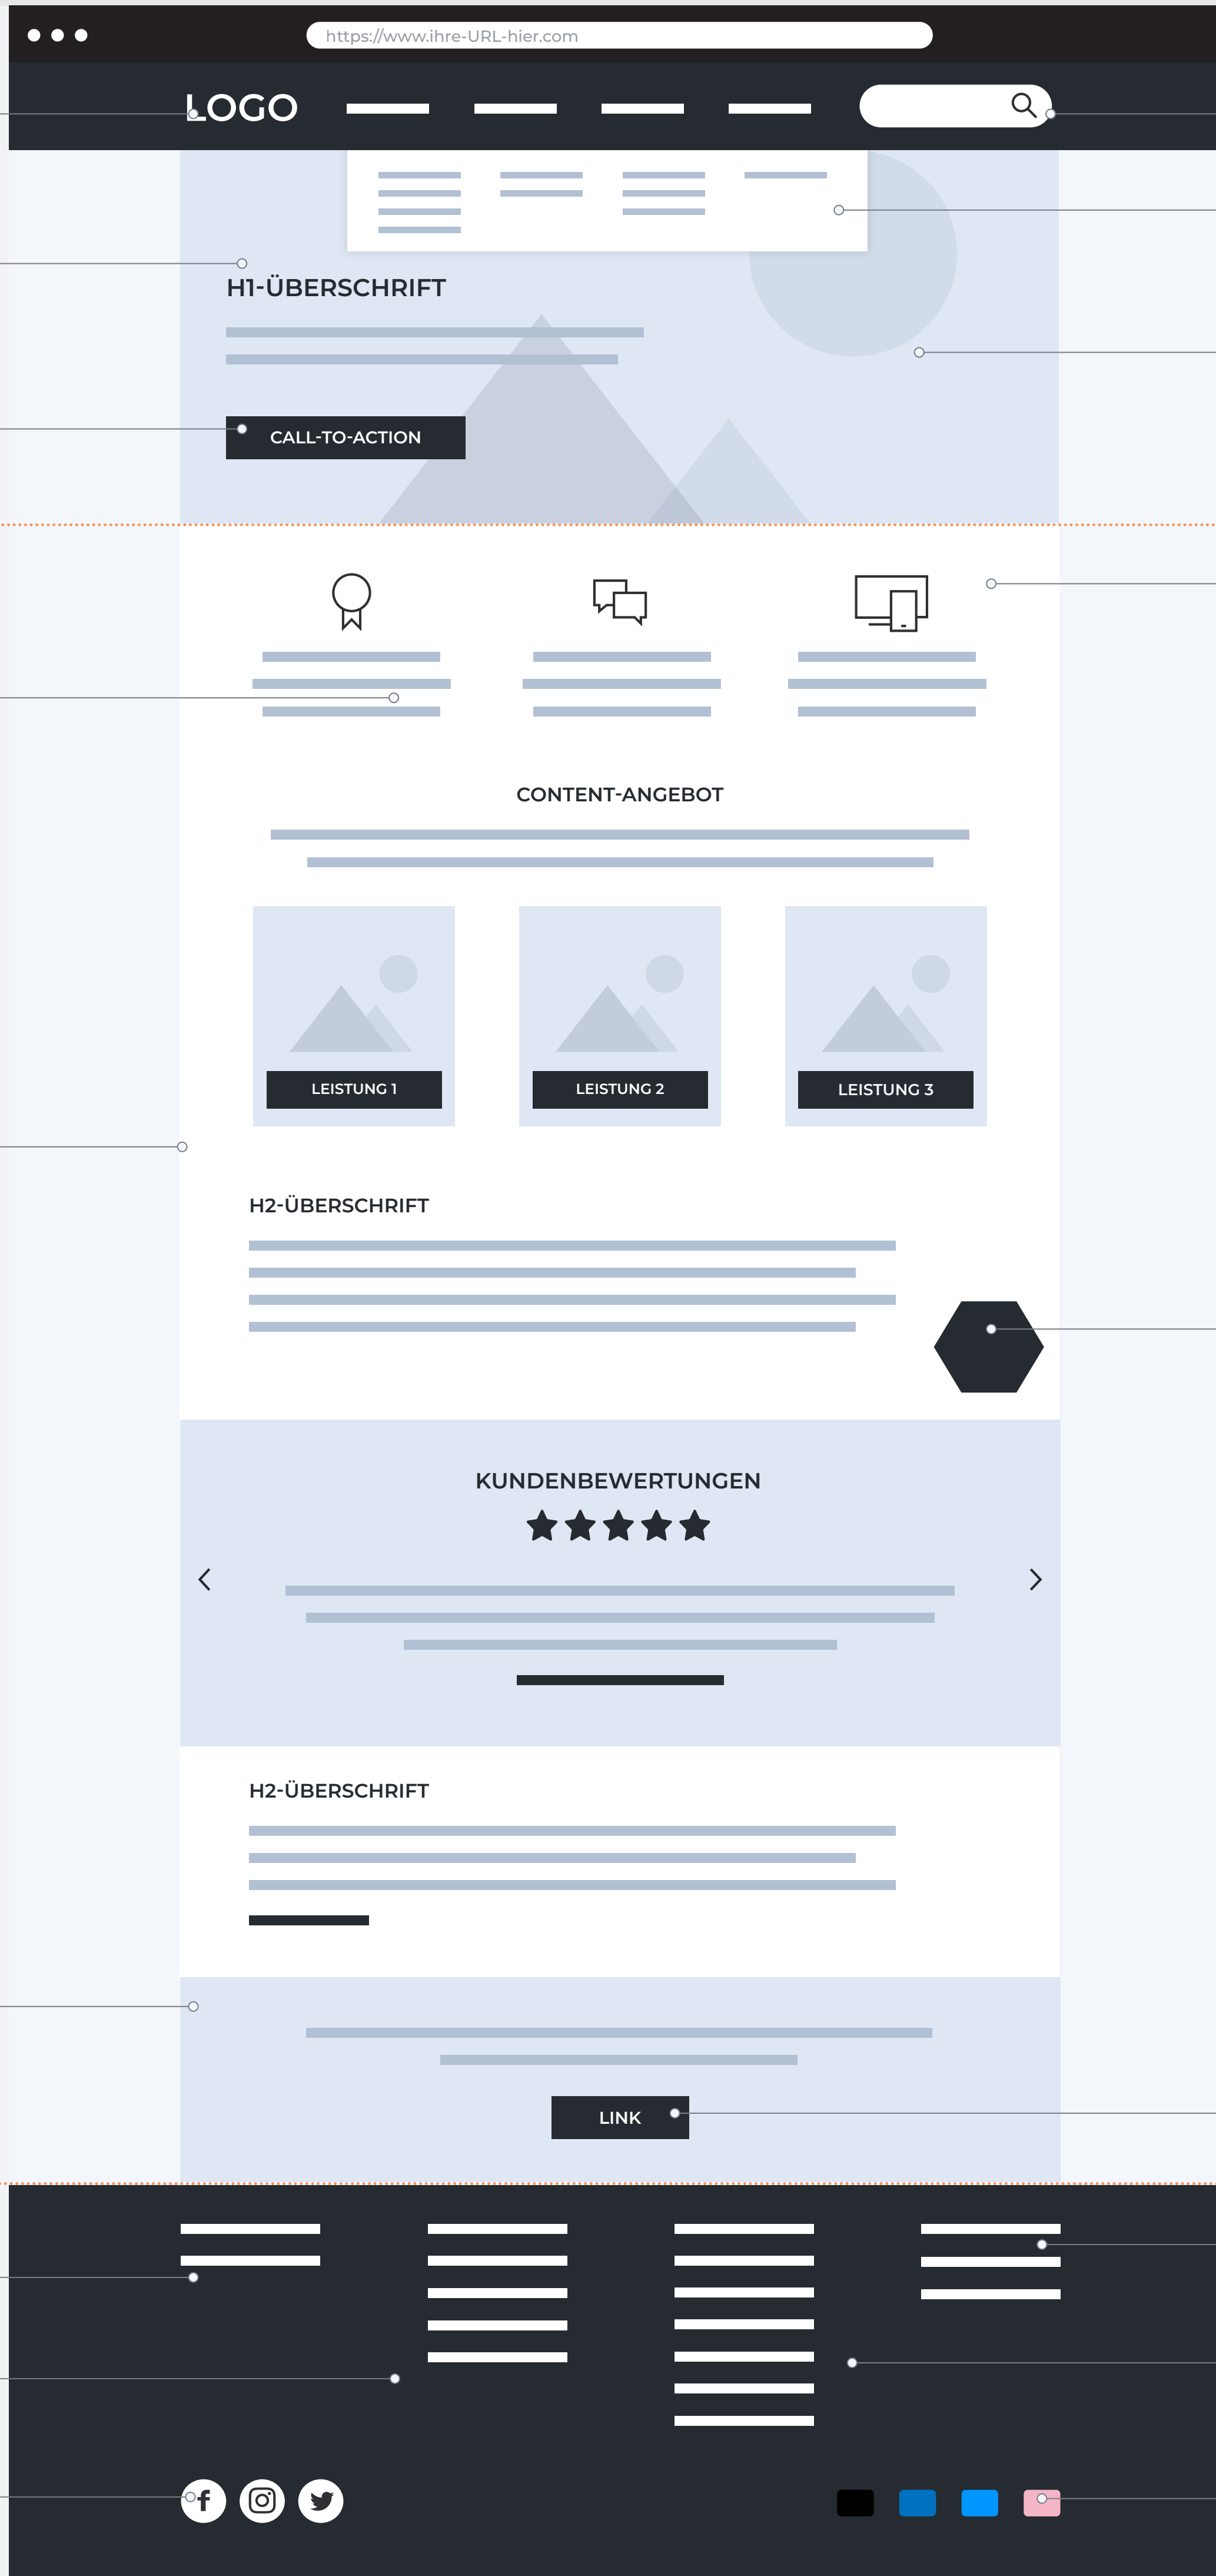 https://www.ihre-URL-hier.com
LOGO
H1-ÜBERSCHRIFT
CALL-TO-ACTION
CONTENT-ANGEBOT
LEISTUNG 1
LEISTUNG 2
LEISTUNG 3
H2-ÜBERSCHRIFT
KUNDENBEWERTUNGEN
H2-ÜBERSCHRIFT
LINK